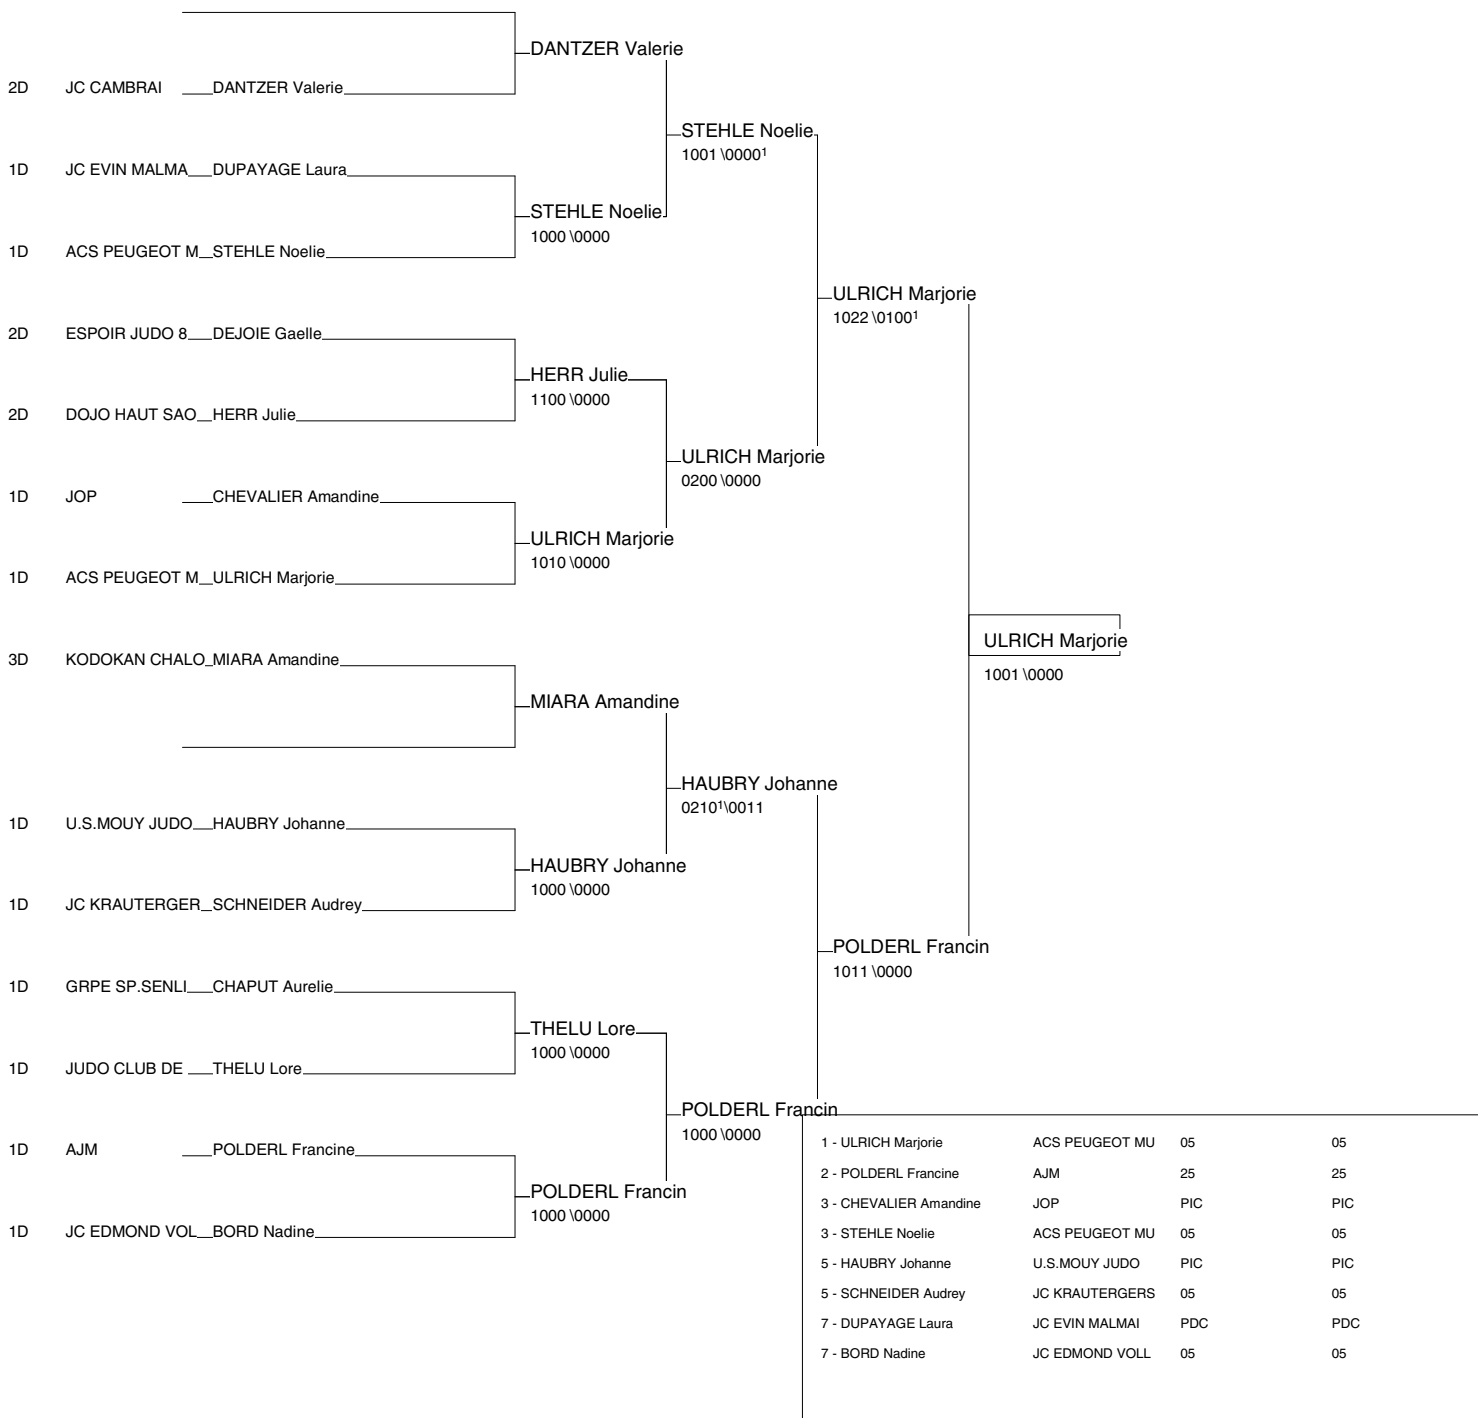 DANTZER Valerie
2D JC CAMBRAI DANTZER Valerie
STEHLE Noelie
1001 \0000¹
1D JC EVIN MALMA DUPAYAGE Laura
STEHLE Noelie
1000 \0000
1D ACS PEUGEOT M STEHLE Noelie
ULRICH Marjorie
1022 \0100¹
2D ESPOIR JUDO 8 DEJOIE Gaelle
HERR Julie
1100 \0000
2D DOJO HAUT SAO HERR Julie
ULRICH Marjorie
0200 \0000
1D JOP CHEVALIER Amandine
ULRICH Marjorie
1010 \0000
1D ACS PEUGEOT M ULRICH Marjorie
ULRICH Marjorie
1001 \0000
3D KODOKAN CHALO MIARA Amandine
MIARA Amandine
HAUBRY Johanne
0210¹\0011
1D U.S.MOUY JUDO HAUBRY Johanne
HAUBRY Johanne
1000 \0000
1D JC KRAUTERGER SCHNEIDER Audrey
POLDERL Francin
1011 \0000
1D GRPE SP.SENLI CHAPUT Aurelie
THELU Lore
1000 \0000
1D JUDO CLUB DE THELU Lore
POLDERL Francin
1000 \0000
1D AJM POLDERL Francine
POLDERL Francin
1000 \0000
1D JC EDMOND VOL BORD Nadine
1 - ULRICH Marjorie ACS PEUGEOT MU 05 05
2 - POLDERL Francine AJM 25 25
3 - CHEVALIER Amandine JOP PIC PIC
3 - STEHLE Noelie ACS PEUGEOT MU 05 05
5 - HAUBRY Johanne U.S.MOUY JUDO PIC PIC
5 - SCHNEIDER Audrey JC KRAUTERGERS 05 05
7 - DUPAYAGE Laura JC EVIN MALMAI PDC PDC
7 - BORD Nadine JC EDMOND VOLL 05 05